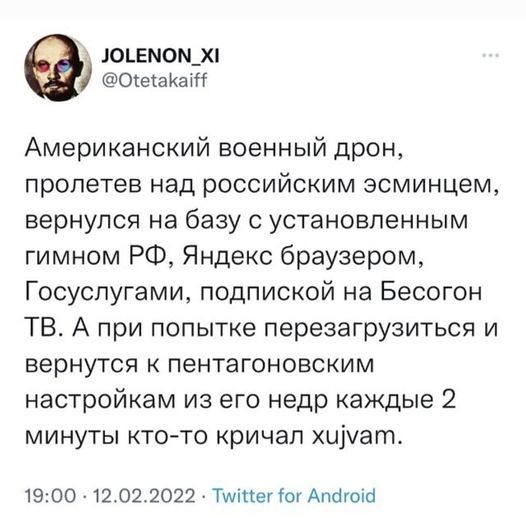 JOLENON_XI
@Otetakaiff
Американский военный дрон,
пролетев над российским эсминцем,
вернулся на базу с установленным
гимном РФ, Яндекс браузером,
Госуслугами, подпиской на Бесогон
ТВ. А при попытке перезагрузиться и
вернутся к пентагоновским
настройкам из его недр каждые 2
минуты кто-то кричал xujvam.
19:00 · 12.02.2022 · Twitter for Android